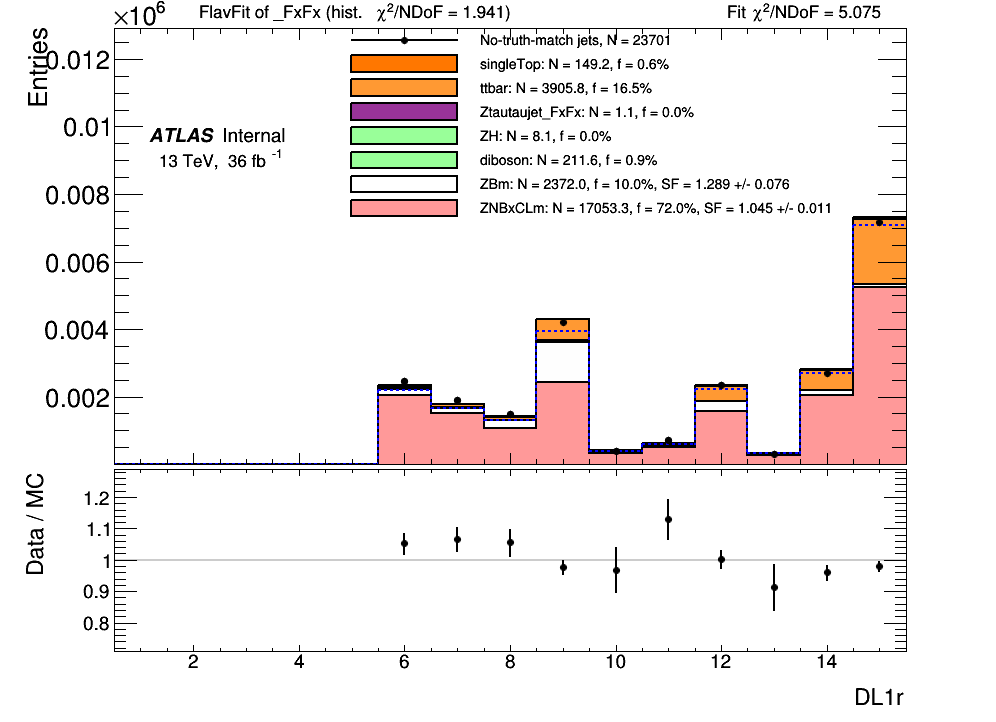 ×10⁶ FlavFit of _FxFx (hist. χ²/NDoF = 1.941) Fit χ²/NDoF = 5.075
Entries
No-truth-match jets, N = 23701
singleTop: N = 149.2, f = 0.6%
ttbar: N = 3905.8, f = 16.5%
Ztautaujet_FxFx: N = 1.1, f = 0.0%
ZH: N = 8.1, f = 0.0%
diboson: N = 211.6, f = 0.9%
ZBm: N = 2372.0, f = 10.0%, SF = 1.289 +/- 0.076
ZNBxCLm: N = 17053.3, f = 72.0%, SF = 1.045 +/- 0.011
ATLAS Internal
13 TeV, 36 fb⁻¹
0.012
0.01
0.008
0.006
0.004
0.002
Data / MC
1.2
1.1
1
0.9
0.8
2 4 6 8 10 12 14
DL1r